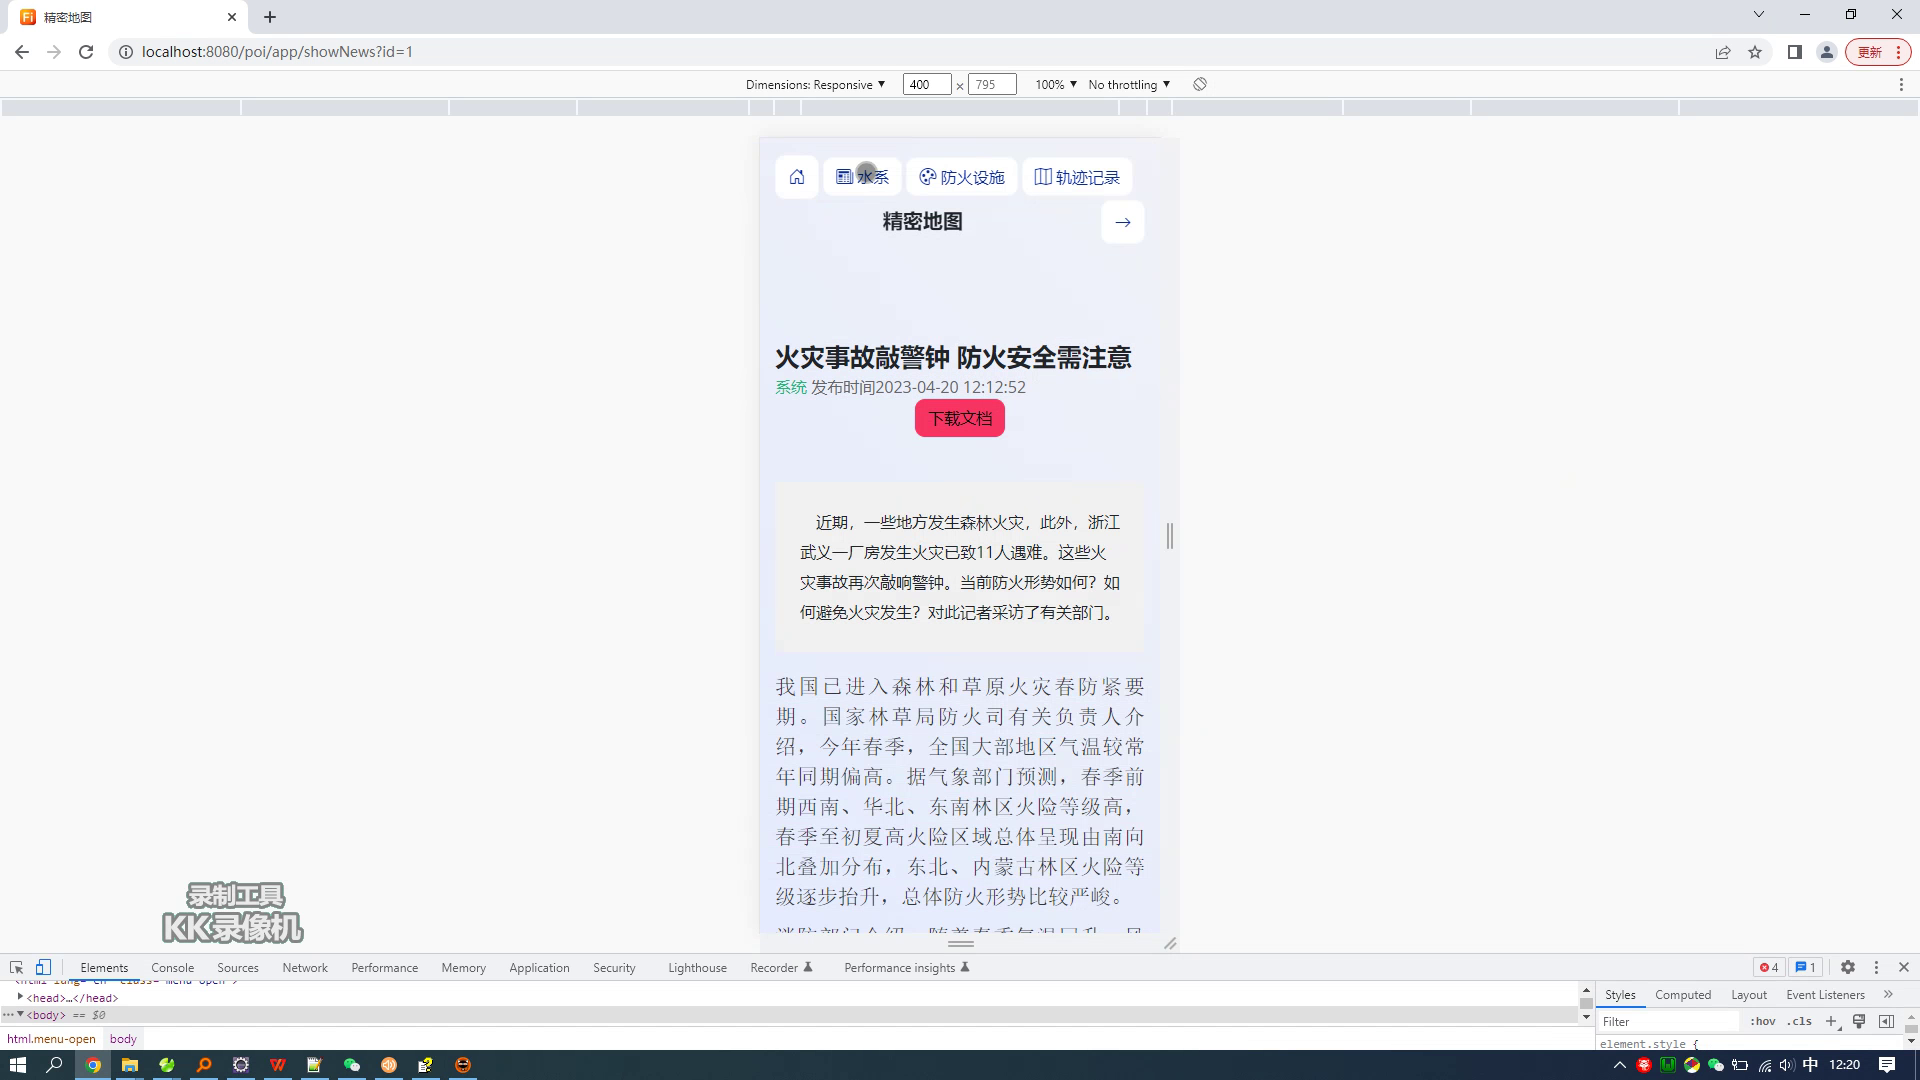 精密地图
localhost:8080/poi/app/showNews?id=1
更新
Dimensions: Responsive ▼ 400 × 795 100% ▼ No throttling ▼
水系 防火设施 轨迹记录
精密地图
火灾事故敲警钟 防火安全需注意
系统 发布时间2023-04-20 12:12:52
下载文档
近期，一些地方发生森林火灾，此外，浙江
武义一厂房发生火灾已致11人遇难。这些火
灾事故再次敲响警钟。当前防火形势如何？如
何避免火灾发生？对此记者采访了有关部门。
我国已进入森林和草原火灾春防紧要
期。国家林草局防火司有关负责人介
绍，今年春季，全国大部地区气温较常
年同期偏高。据气象部门预测，春季前
期西南、华北、东南林区火险等级高，
春季至初夏高火险区域总体呈现由南向
北叠加分布，东北、内蒙古林区火险等
级逐步抬升，总体防火形势比较严峻。
录制工具
KK录像机
Elements Console Sources Network Performance Memory Application Security Lighthouse Recorder Performance insights 4 1
<html lang="en" class="menu-open">
<head>…</head>
<body> == $0
html.menu-open body
Styles Computed Layout Event Listeners »
Filter :hov .cls
element.style {
中 12:20